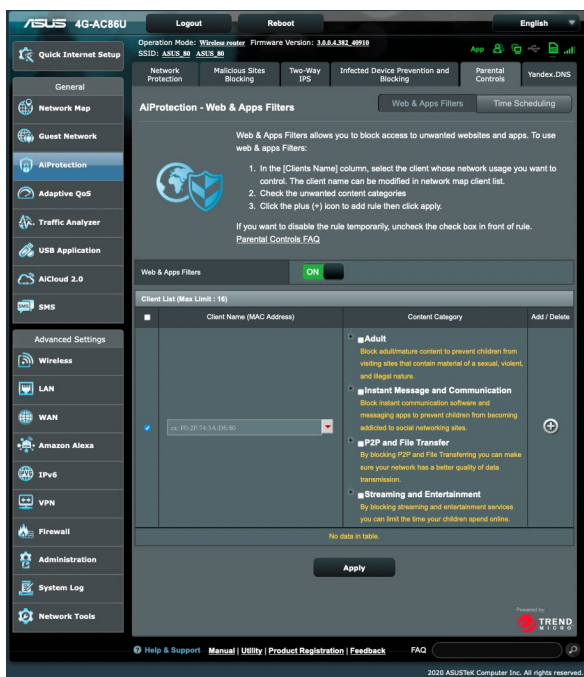 ASUS 4G-AC86U Logout Reboot English
Operation Mode: Wireless router Firmware Version: 3.0.0.4.382_40910
SSID: ASUS_80 ASUS_80
App
Quick Internet Setup
General
Network Map
Guest Network
AiProtection
Adaptive QoS
Traffic Analyzer
USB Application
AiCloud 2.0
SMS SMS
Advanced Settings
Wireless
LAN
WAN
Amazon Alexa
IPv6
VPN
Firewall
Administration
System Log
Network Tools
Network Protection
Malicious Sites Blocking
Two-Way IPS
Infected Device Prevention and Blocking
Parental Controls
Yandex.DNS
AiProtection - Web & Apps Filters
Web & Apps Filters Time Scheduling
Web & Apps Filters allows you to block access to unwanted websites and apps. To use
web & apps Filters:
1. In the [Clients Name] column, select the client whose network usage you want to
control. The client name can be modified in network map client list.
2. Check the unwanted content categories
3. Click the plus (+) icon to add rule then click apply.
If you want to disable the rule temporarily, uncheck the check box in front of rule.
Parental Controls FAQ
Web & Apps Filters ON
Client List (Max Limit : 16)
Client Name (MAC Address) Content Category Add / Delete
ex: F0:2F:74:3A:D6:80
Adult
Block adult/mature content to prevent children from
visiting sites that contain material of a sexual, violent,
and illegal nature.
Instant Message and Communication
Block instant communication software and
messaging apps to prevent children from becoming
addicted to social networking sites.
P2P and File Transfer
By blocking P2P and File Transferring you can make
sure your network has a better quality of data
transmission.
Streaming and Entertainment
By blocking streaming and entertainment services
you can limit the time your children spend online.
No data in table.
Apply
Powered by
TREND
MICRO
Help & Support Manual | Utility | Product Registration | Feedback FAQ
2020 ASUSTeK Computer Inc. All rights reserved.